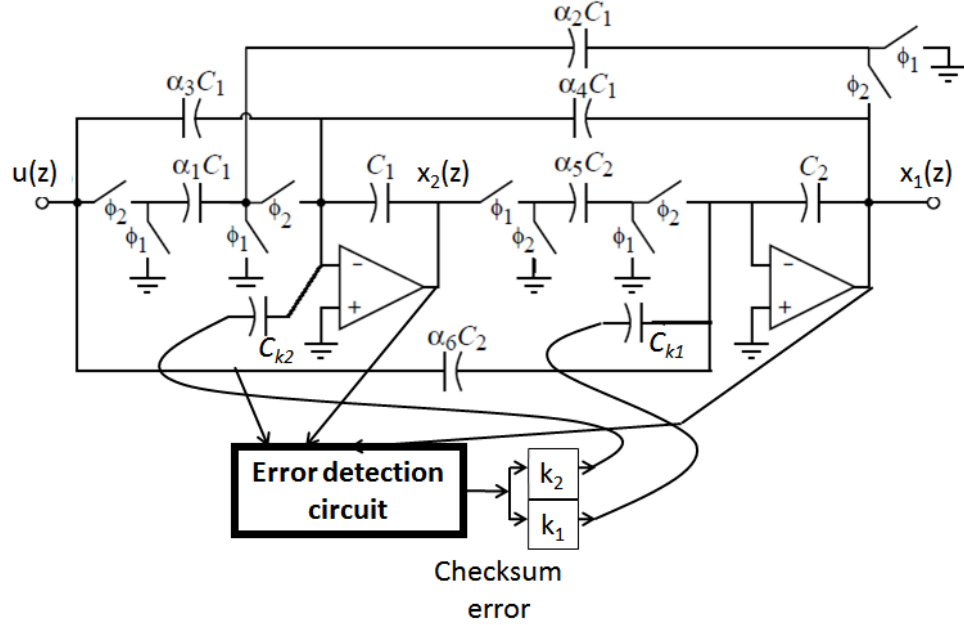 α₂C₁
ϕ₁
α₃C₁
α₄C₁
ϕ₂
u(z)
α₁C₁
C₁
x₂(z)
α₅C₂
C₂
x₁(z)
ϕ₂
ϕ₂
ϕ₁
ϕ₂
ϕ₁
ϕ₁
ϕ₂
ϕ₁
−
+
−
+
Cₖ₂
α₆C₂
Cₖ₁
Error detection
circuit
k₂
k₁
Checksum
error